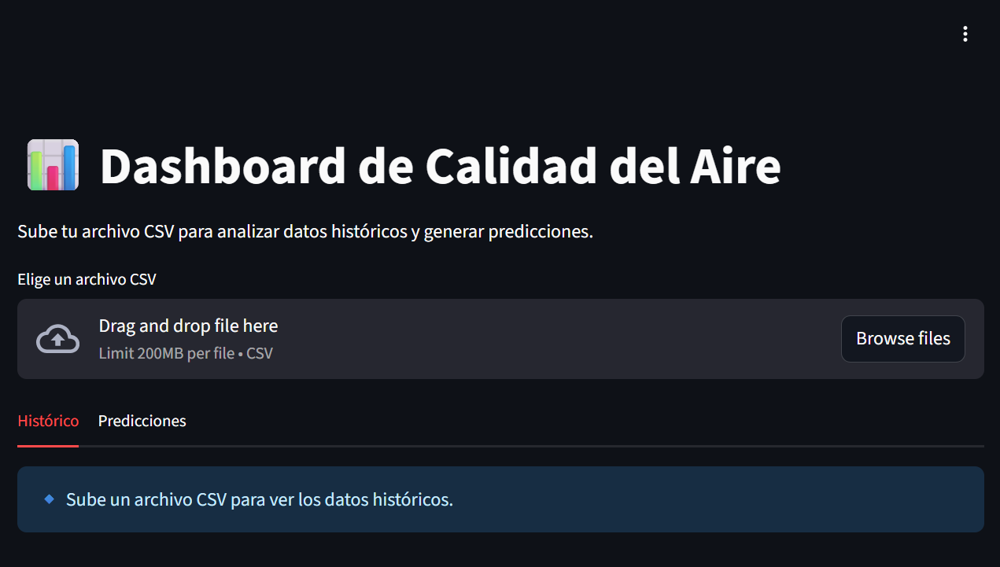 Dashboard de Calidad del Aire
Sube tu archivo CSV para analizar datos históricos y generar predicciones.
Elige un archivo CSV
Drag and drop file here
Limit 200MB per file • CSV
Browse files
Histórico
Predicciones
Sube un archivo CSV para ver los datos históricos.